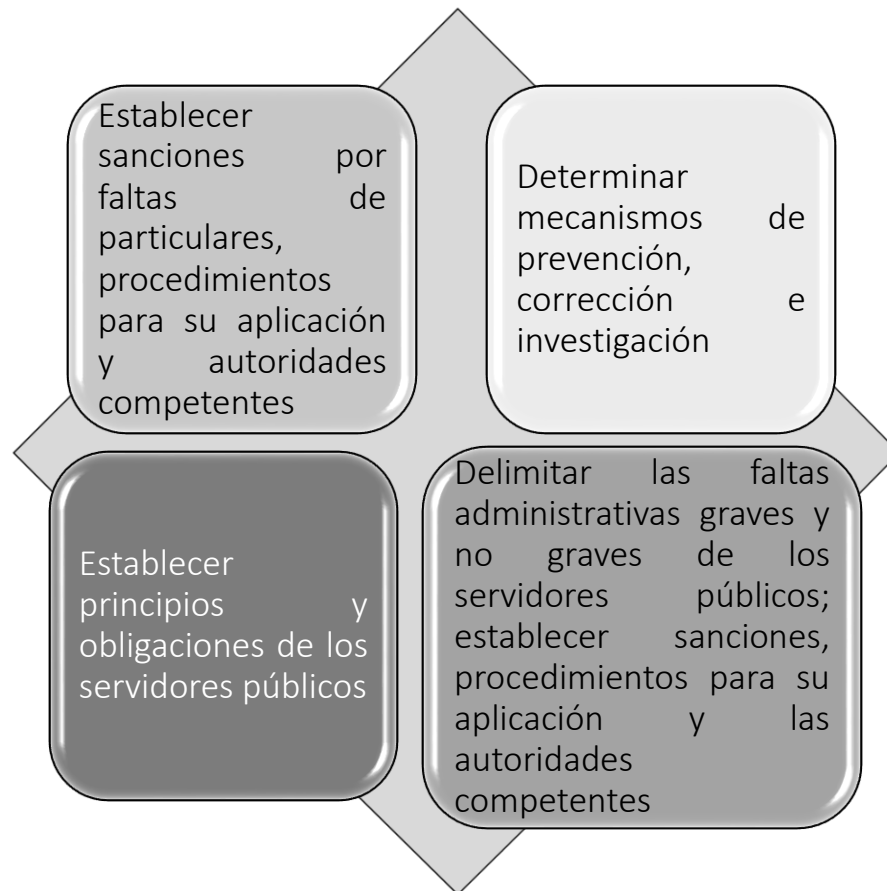 Establecer
sanciones por
faltas de
particulares,
procedimientos
para su aplicación
y autoridades
competentes
Determinar
mecanismos de
prevención,
corrección e
investigación
Establecer
principios y
obligaciones de los
servidores públicos
Delimitar las faltas
administrativas graves y
no graves de los
servidores públicos;
establecer sanciones,
procedimientos para su
aplicación y las
autoridades
competentes